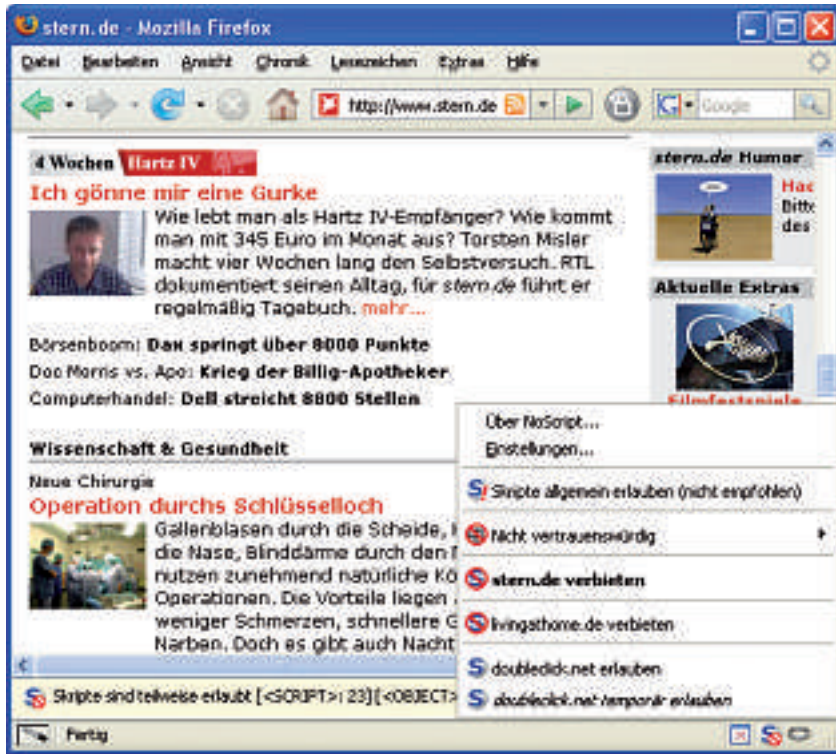 stern.de - Mozilla Firefox
Datei Bearbeiten Ansicht Chronik Lesezeichen Extras Hilfe
http://www.stern.de
Google
4 Wochen Hartz IV
Ich gönne mir eine Gurke
Wie lebt man als Hartz IV-Empfänger? Wie kommt
man mit 345 Euro im Monat aus? Torsten Misler
macht vier Wochen lang den Selbstversuch. RTL
dokumentiert seinen Alltag, für stern.de führt er
regelmäßig Tagebuch. mehr...
Börsenboom: Dax springt über 8000 Punkte
Doc Morris vs. Apo: Krieg der Billig-Apotheker
Computerhandel: Dell streicht 8800 Stellen
Wissenschaft & Gesundheit
Neue Chirurgie
Operation durchs Schlüsselloch
Gallenblasen durch die Scheide,
die Nase, Blinddärme durch den
nutzen zunehmend natürliche Kö
Operationen. Die Vorteile liegen
weniger Schmerzen, schnellere G
Narben. Doch es gibt auch Nacht
stern.de Humor
Hac
Bitte
des
Aktuelle Extras
Filmfestspiele
Über NoScript...
Einstellungen...
Skripte allgemein erlauben (nicht empfohlen)
Nicht vertrauenswürdig
stern.de verbieten
livingathome.de verbieten
doubleclick.net erlauben
doubleclick.net temporär erlauben
Skripte sind teilweise erlaubt [<SCRIPT>: 23][<OBJECT>
Fertig